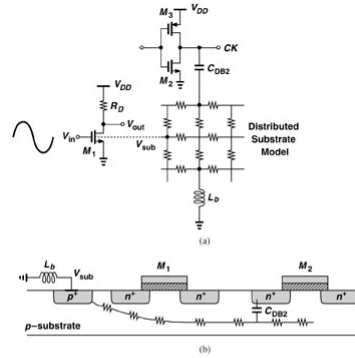 M3
VDD
CK
M2
CDB2
VDD
RD
Vout
Vin
Vsub
M1
Distributed
Substrate
Model
Lb
(a)
Lb
Vsub
M1
M2
p+
n+
n+
n+
n+
CDB2
p-substrate
(b)